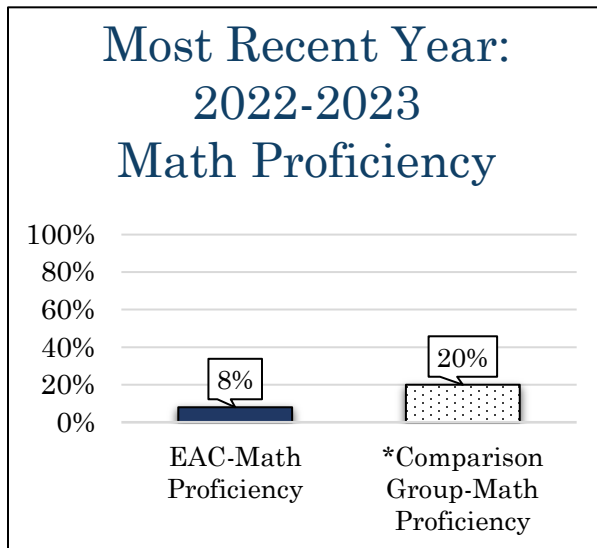 Most Recent Year:
2022-2023
Math Proficiency
100%
80%
60%
40%
20%
0%
8%
20%
EAC-Math
Proficiency
*Comparison
Group-Math
Proficiency